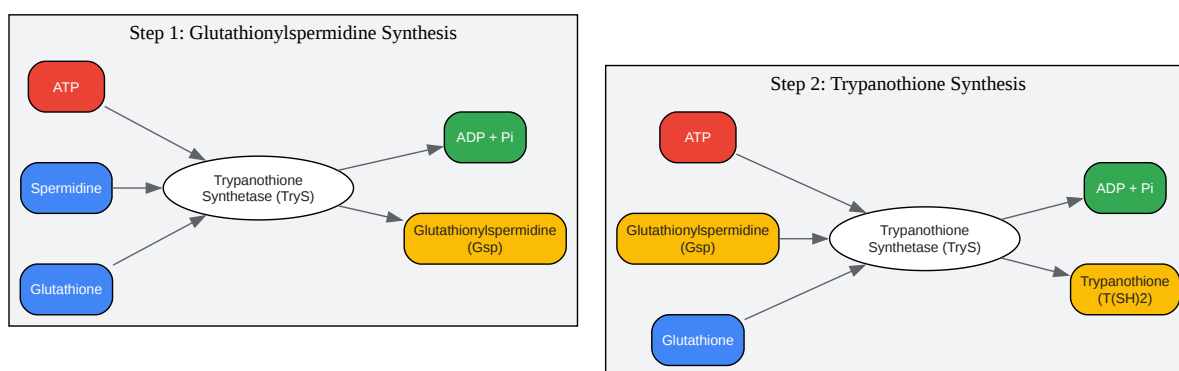 Step 1: Glutathionylspermidine Synthesis
ATP
Spermidine
Glutathione
Trypanothione
Synthetase (TryS)
ADP + Pi
Glutathionylspermidine
(Gsp)
Step 2: Trypanothione Synthesis
ATP
Glutathionylspermidine
(Gsp)
Glutathione
Trypanothione
Synthetase (TryS)
ADP + Pi
Trypanothione
(T(SH)2)